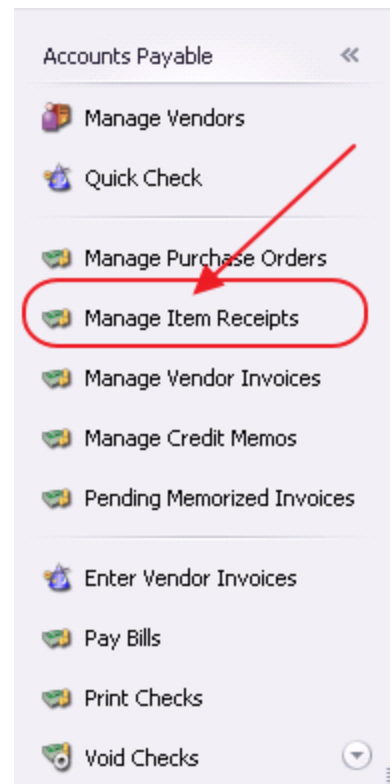 Accounts Payable
Manage Vendors
Quick Check
Manage Purchase Orders
Manage Item Receipts
Manage Vendor Invoices
Manage Credit Memos
Pending Memorized Invoices
Enter Vendor Invoices
Pay Bills
Print Checks
Void Checks